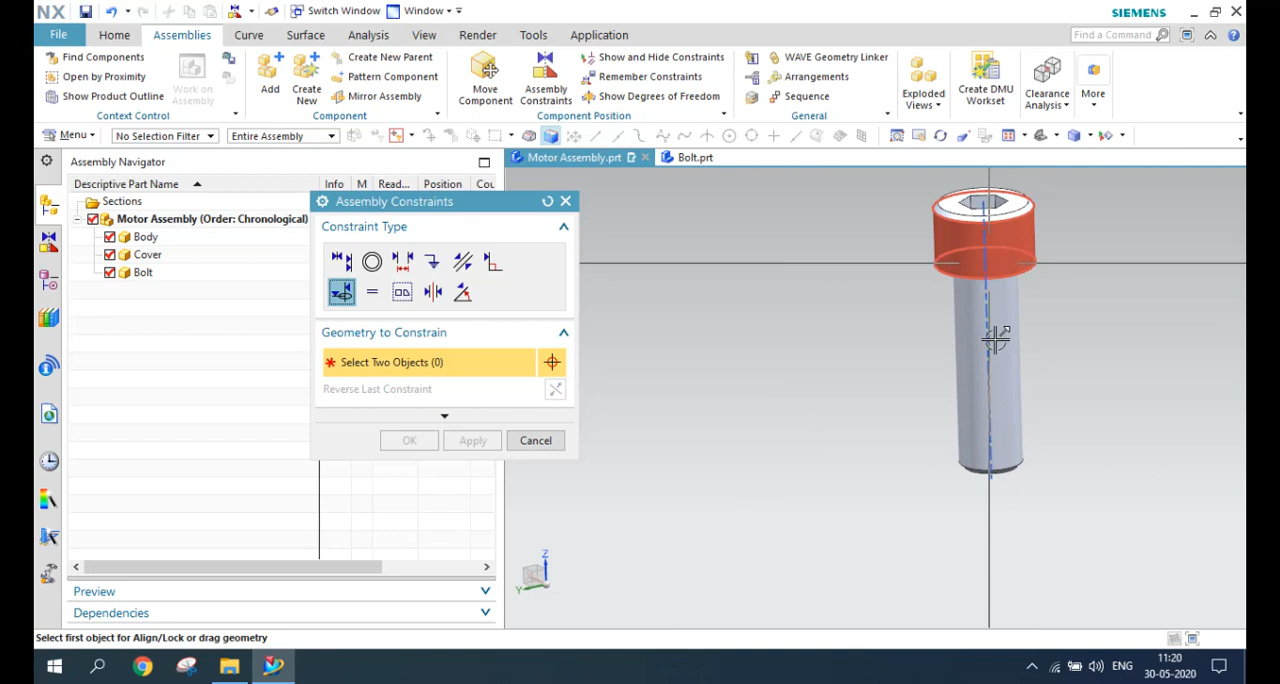 NX
Switch Window
Window
SIEMENS
File
Home
Assemblies
Curve
Surface
Analysis
View
Render
Tools
Application
Find a Command
Find Components
Open by Proximity
Show Product Outline
Work on
Assembly
Context Control
Add
Create
New
Create New Parent
Pattern Component
Mirror Assembly
Component
Move
Component
Assembly
Constraints
Show and Hide Constraints
Remember Constraints
Show Degrees of Freedom
Component Position
WAVE Geometry Linker
Arrangements
Sequence
General
Exploded
Views
Create DMU
Workset
Clearance
Analysis
More
Menu
No Selection Filter
Entire Assembly
Assembly Navigator
Motor Assembly.prt
Bolt.prt
Descriptive Part Name
Info
M
Read...
Position
Cou
Sections
Motor Assembly (Order: Chronological)
Body
Cover
Bolt
Assembly Constraints
Constraint Type
Geometry to Constrain
* Select Two Objects (0)
Reverse Last Constraint
OK
Apply
Cancel
Z
Y
Preview
Dependencies
Select first object for Align/Lock or drag geometry
ENG
11:20
30-05-2020